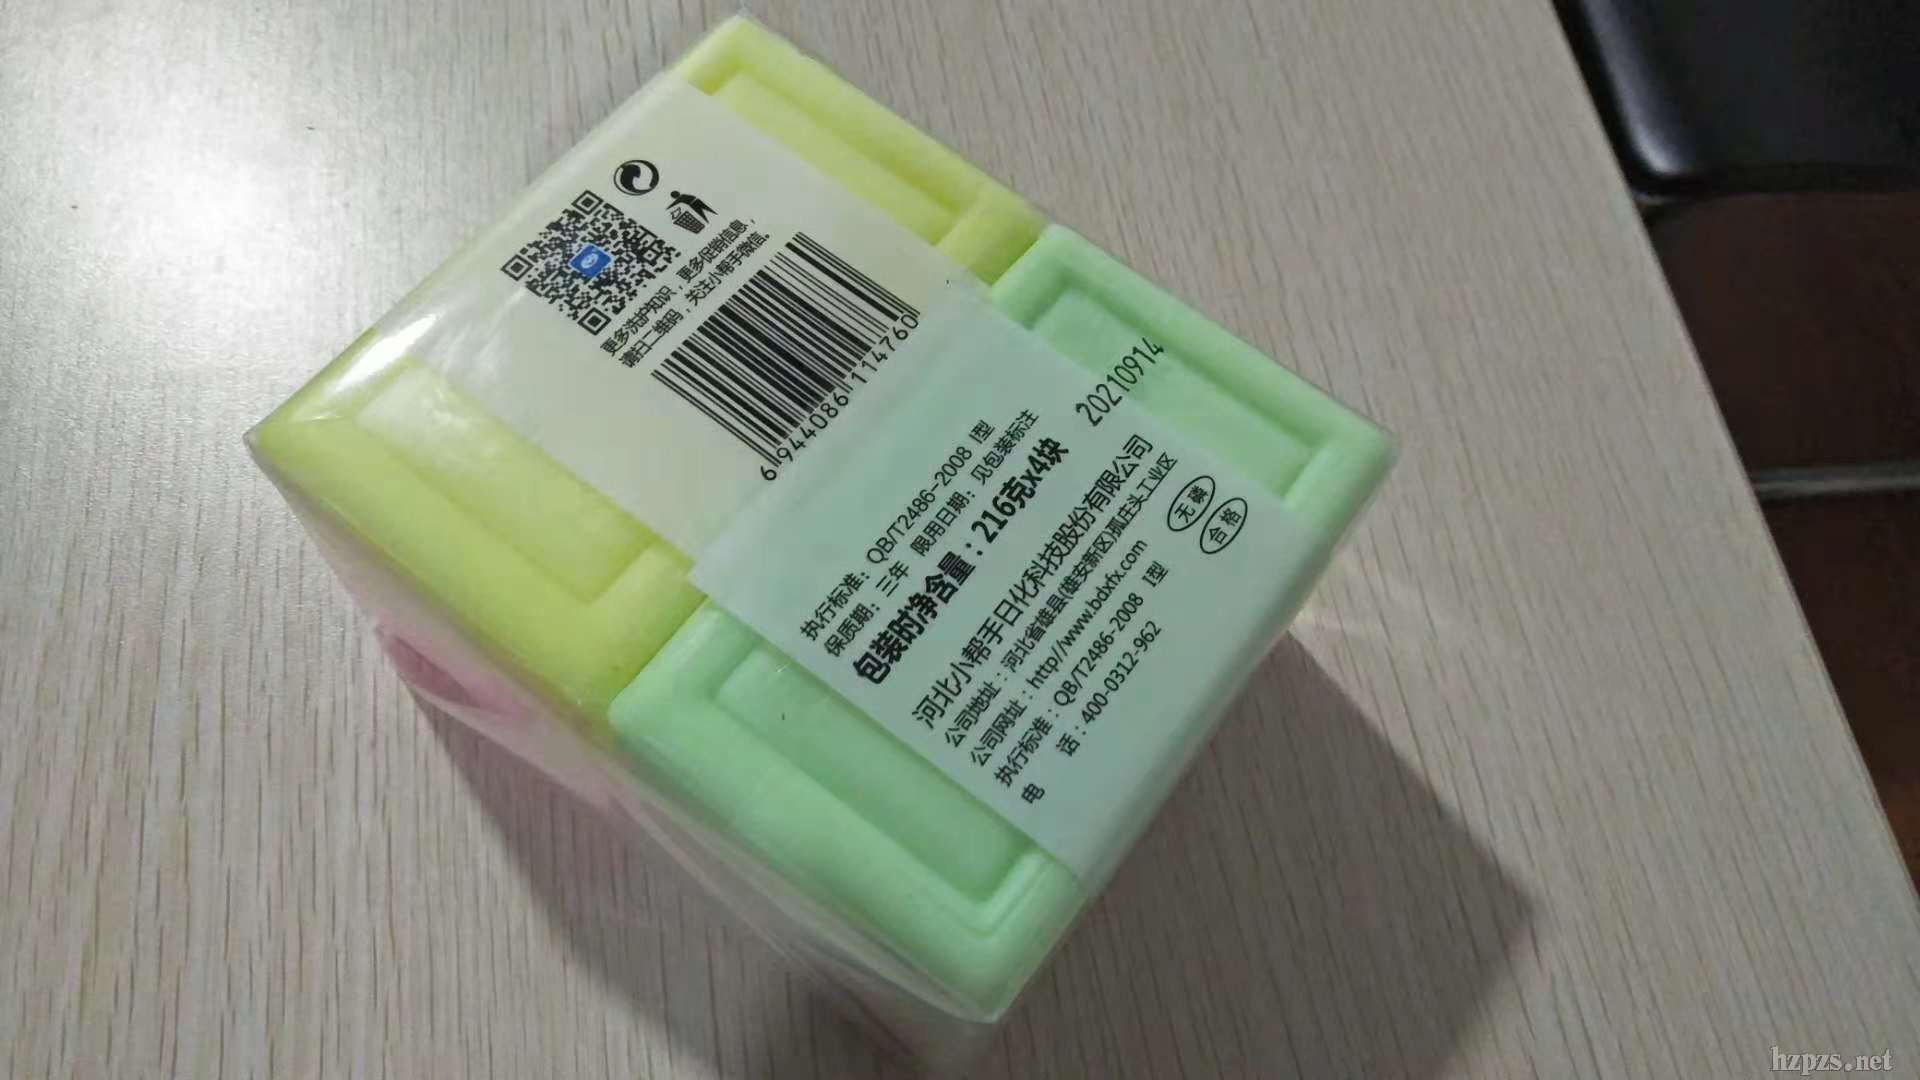 更多洗护知识，更多促销信息，
请扫二维码，关注小帮手微信。
6 944086 114760
执行标准：QB/T2486-2008 I型
保质期：三年 限用日期：见包装标注
包装时净含量：216克x4块
20210914
河北小帮手日化科技股份有限公司
公司地址：河北省雄县(雄安新区)孤庄头工业区
公司网址：http//www.bdxfx.com
执行标准：QB/T2486-2008 I型
电 话：400-0312-962
无磷
合格
hzpzs.net